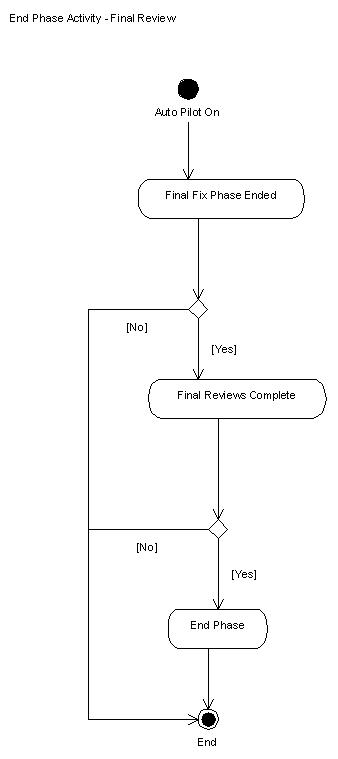 End Phase Activity - Final Review
Auto Pilot On
Final Fix Phase Ended
[No]
[Yes]
Final Reviews Complete
[No]
[Yes]
End Phase
End